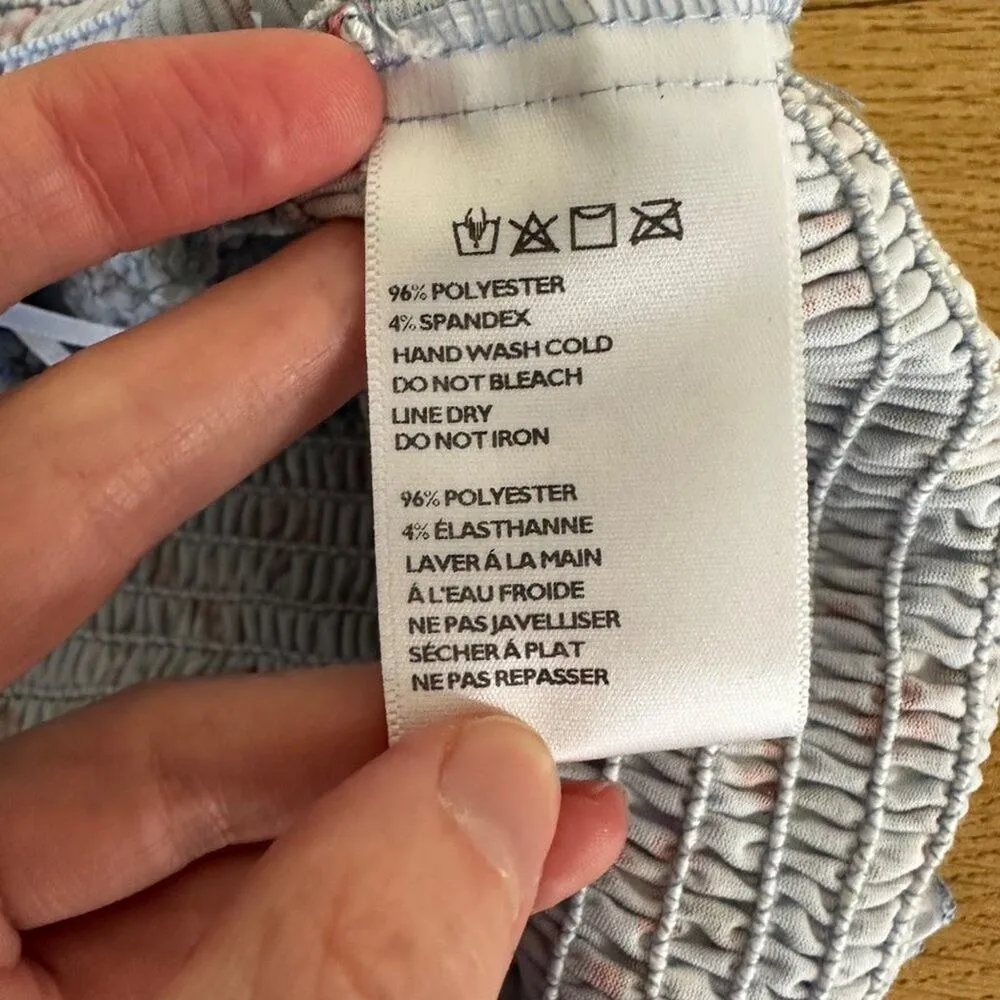 96% POLYESTER
4% SPANDEX
HAND WASH COLD
DO NOT BLEACH
LINE DRY
DO NOT IRON
96% POLYESTER
4% ÉLASTHANNE
LAVER Á LA MAIN
Á L'EAU FROIDE
NE PAS JAVELLISER
SÉCHER Á PLAT
NE PAS REPASSER